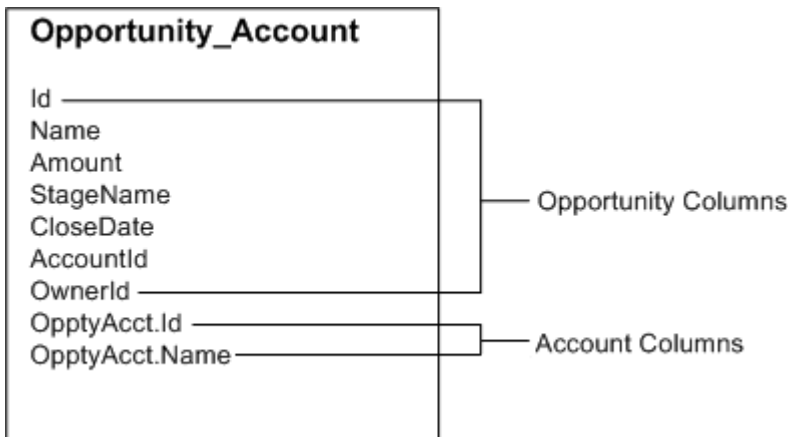 Opportunity_Account
Id
Name
Amount
StageName
CloseDate
AccountId
OwnerId
OpptyAcct.Id
OpptyAcct.Name
Opportunity Columns
Account Columns